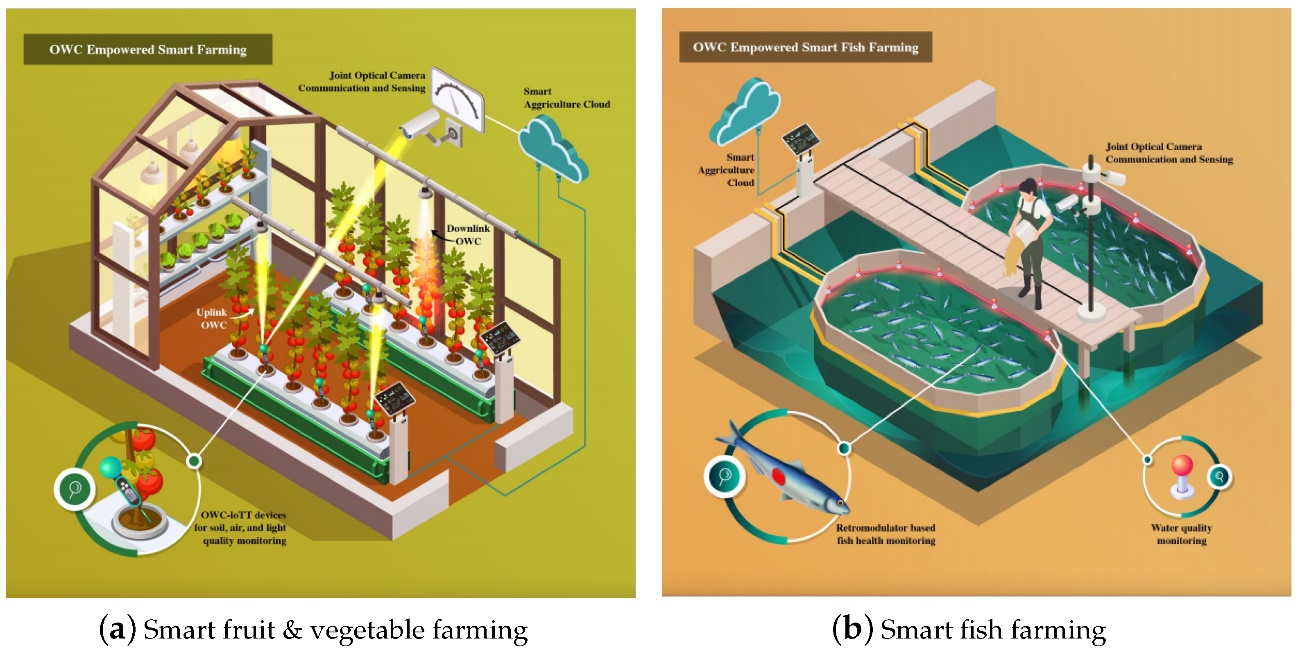 OWC Empowered Smart Farming
Joint Optical Camera
Communication and Sensing
Smart
Aggriculture Cloud
Downlink
OWC
Uplink
OWC
OWC-IoTT devices
for soil, air, and light
quality monitoring
(a) Smart fruit & vegetable farming
OWC Empowered Smart Fish Farming
Smart
Aggriculture
Cloud
Joint Optical Camera
Communication and Sensing
Retromodulator based
fish health monitoring
Water quality
monitoring
(b) Smart fish farming